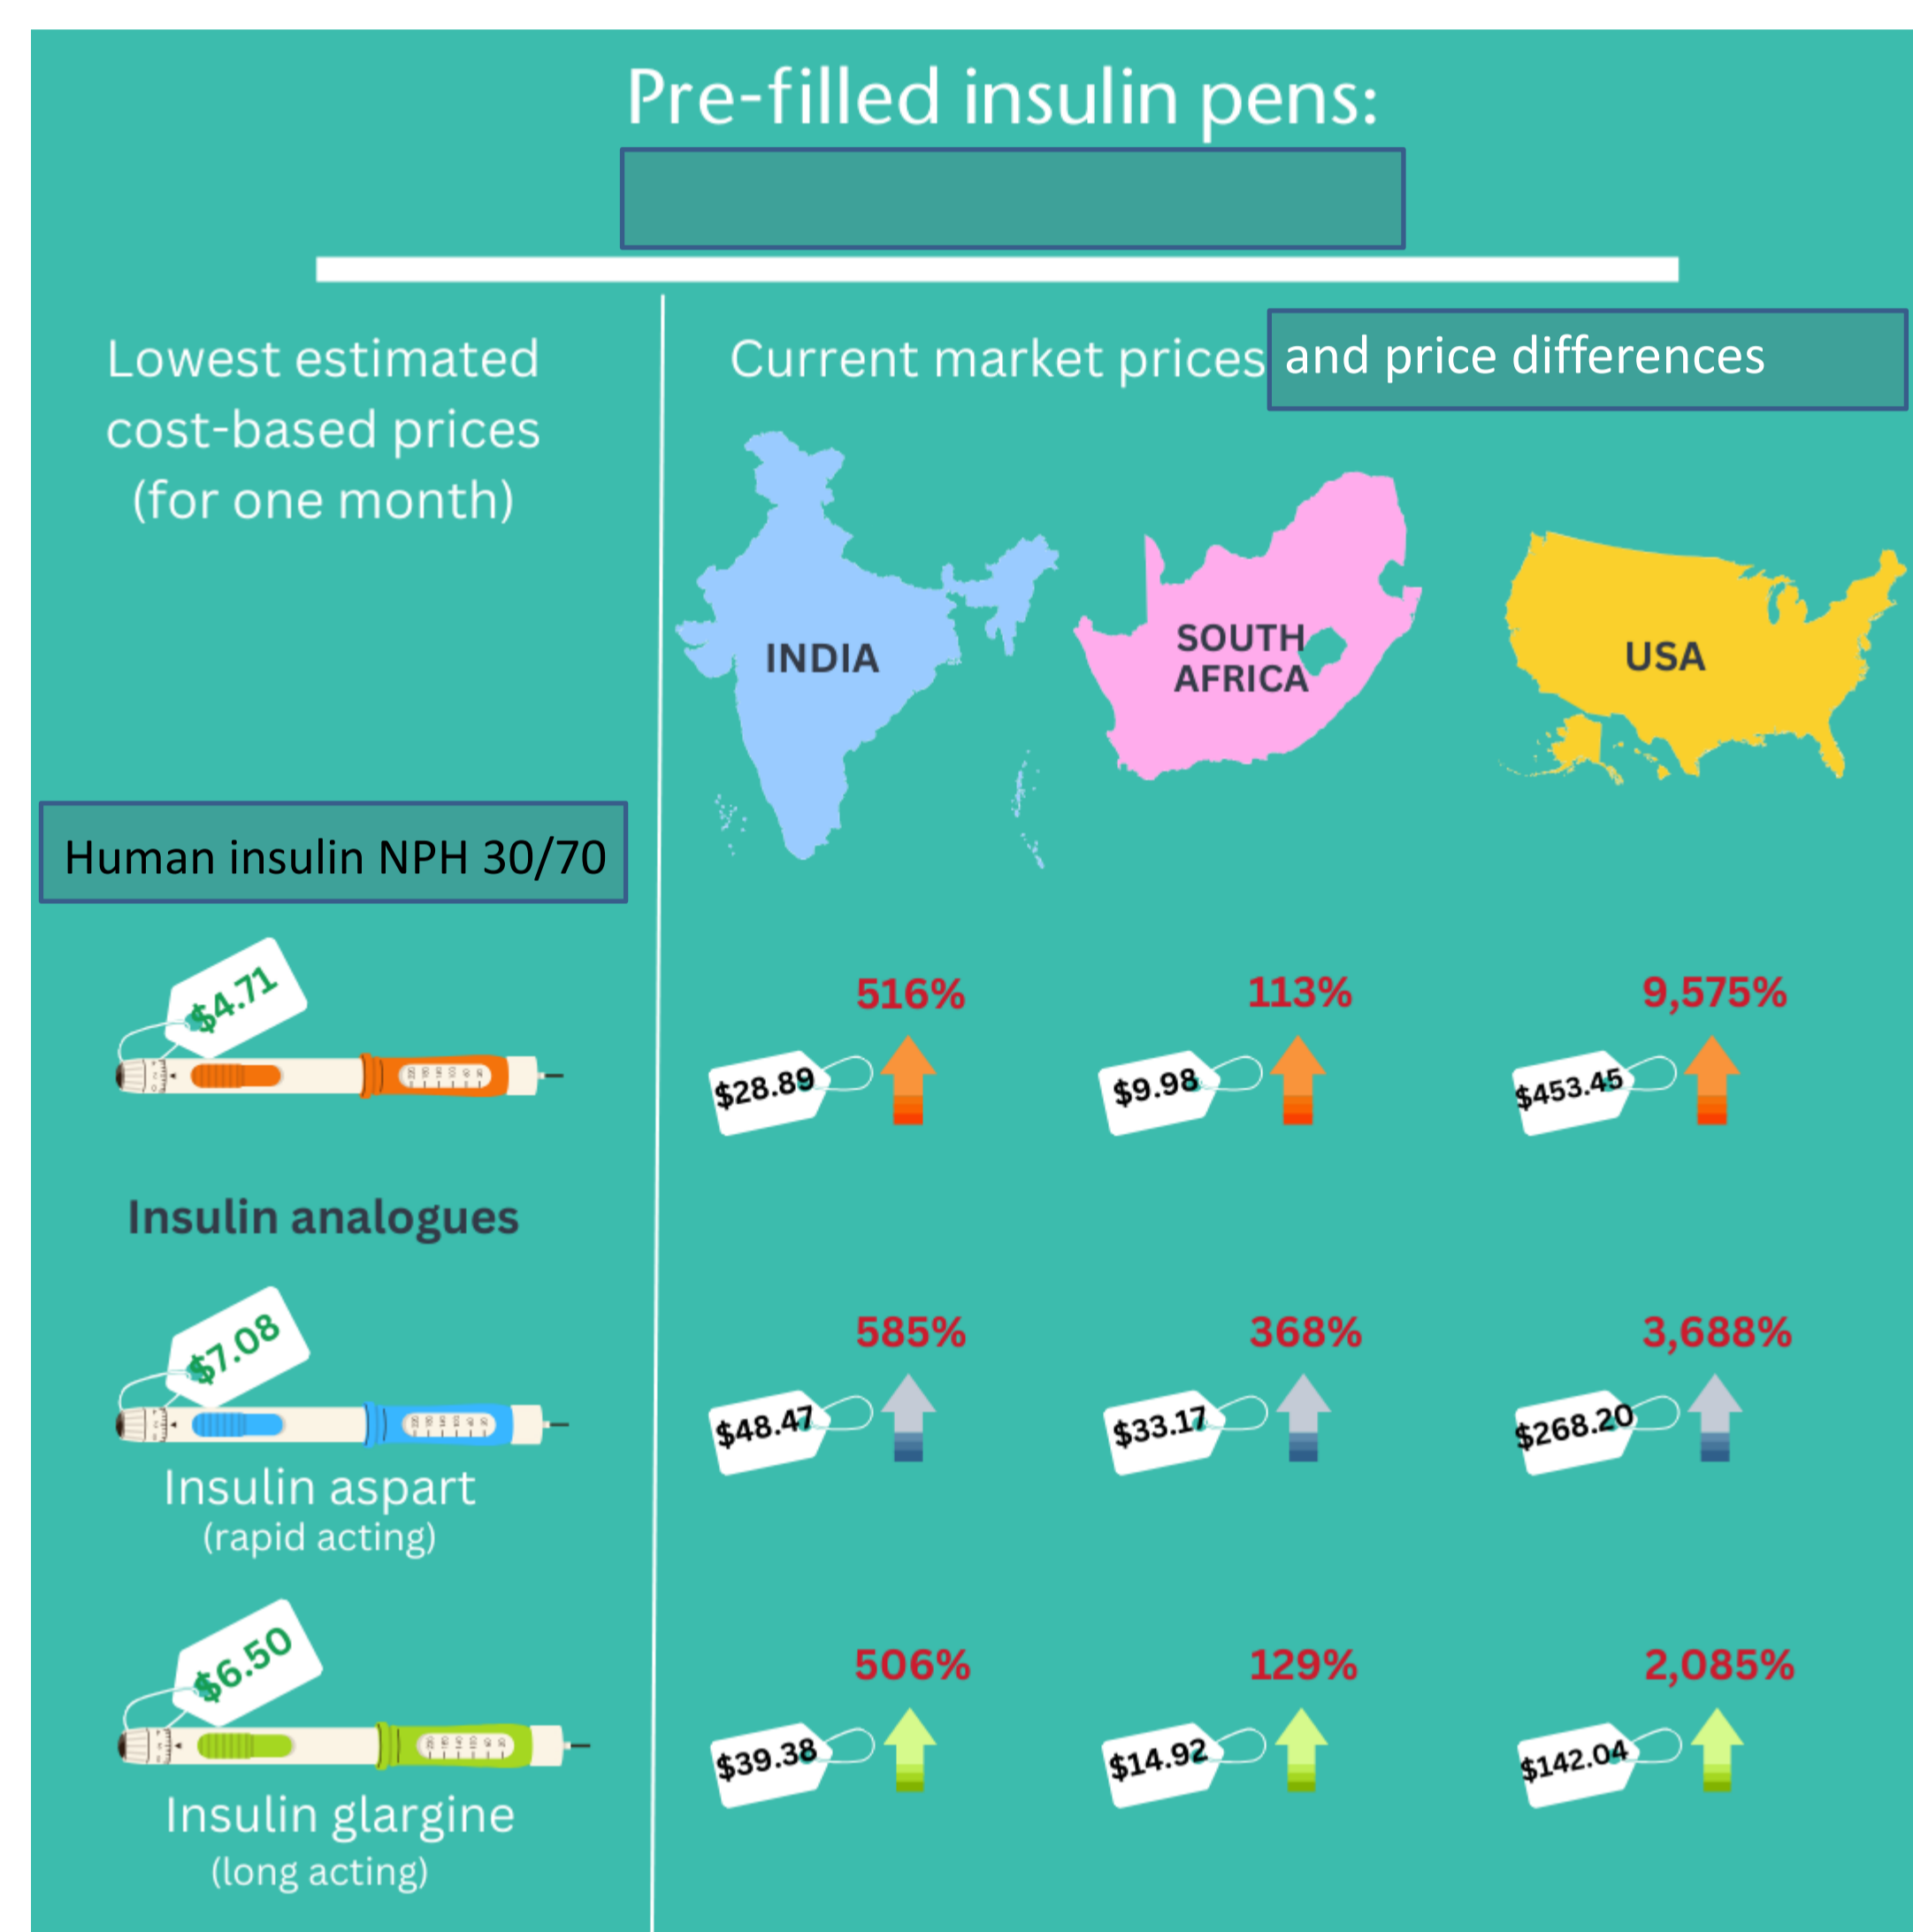 Pre-filled insulin pens:
Lowest estimated
cost-based prices
(for one month)
Current market prices and price differences
INDIA
SOUTH
AFRICA
USA
Human insulin NPH 30/70
$4.71
516%
$28.89
113%
$9.98
9,575%
$453.45
Insulin analogues
$7.08
585%
$48.47
368%
$33.17
3,688%
$268.20
Insulin aspart
(rapid acting)
$6.50
506%
$39.38
129%
$14.92
2,085%
$142.04
Insulin glargine
(long acting)